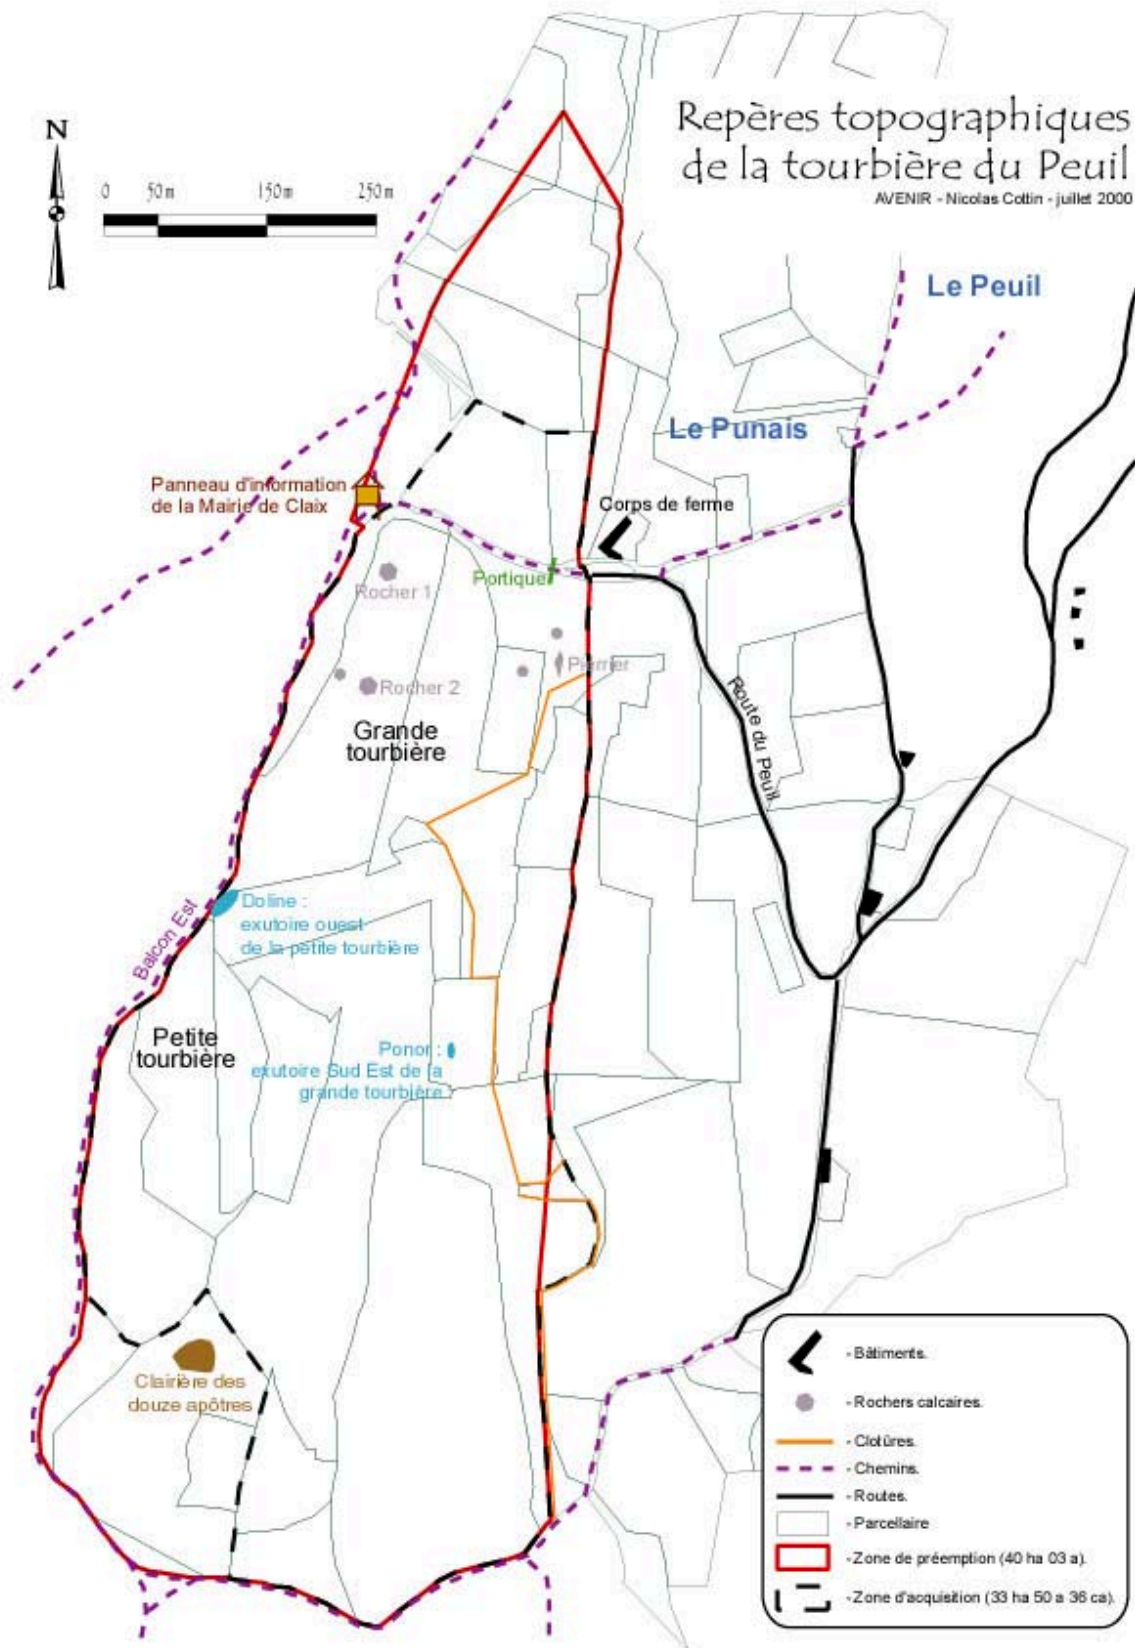 Repères topographiques
de la tourbière du Peuil
AVENIR - Nicolas Cottin - juillet 2000
N
0 50m 150m 250m
Le Peuil
Le Punais
Panneau d'information
de la Mairie de Claix
Corps de ferme
Portique
Rocher 1
Pierrier
Rocher 2
Grande
tourbière
Route du Peuil
Balcon Est
Doline :
exutoire ouest
de la petite tourbière
Petite
tourbière
Ponor :
exutoire Sud Est de la
grande tourbière
Clairière des
douze apôtres
- Bâtiments.
- Rochers calcaires.
- Clotûres.
- Chemins.
- Routes.
- Parcellaire
- Zone de préemption (40 ha 03 a).
- Zone d'acquisition (33 ha 50 a 36 ca).